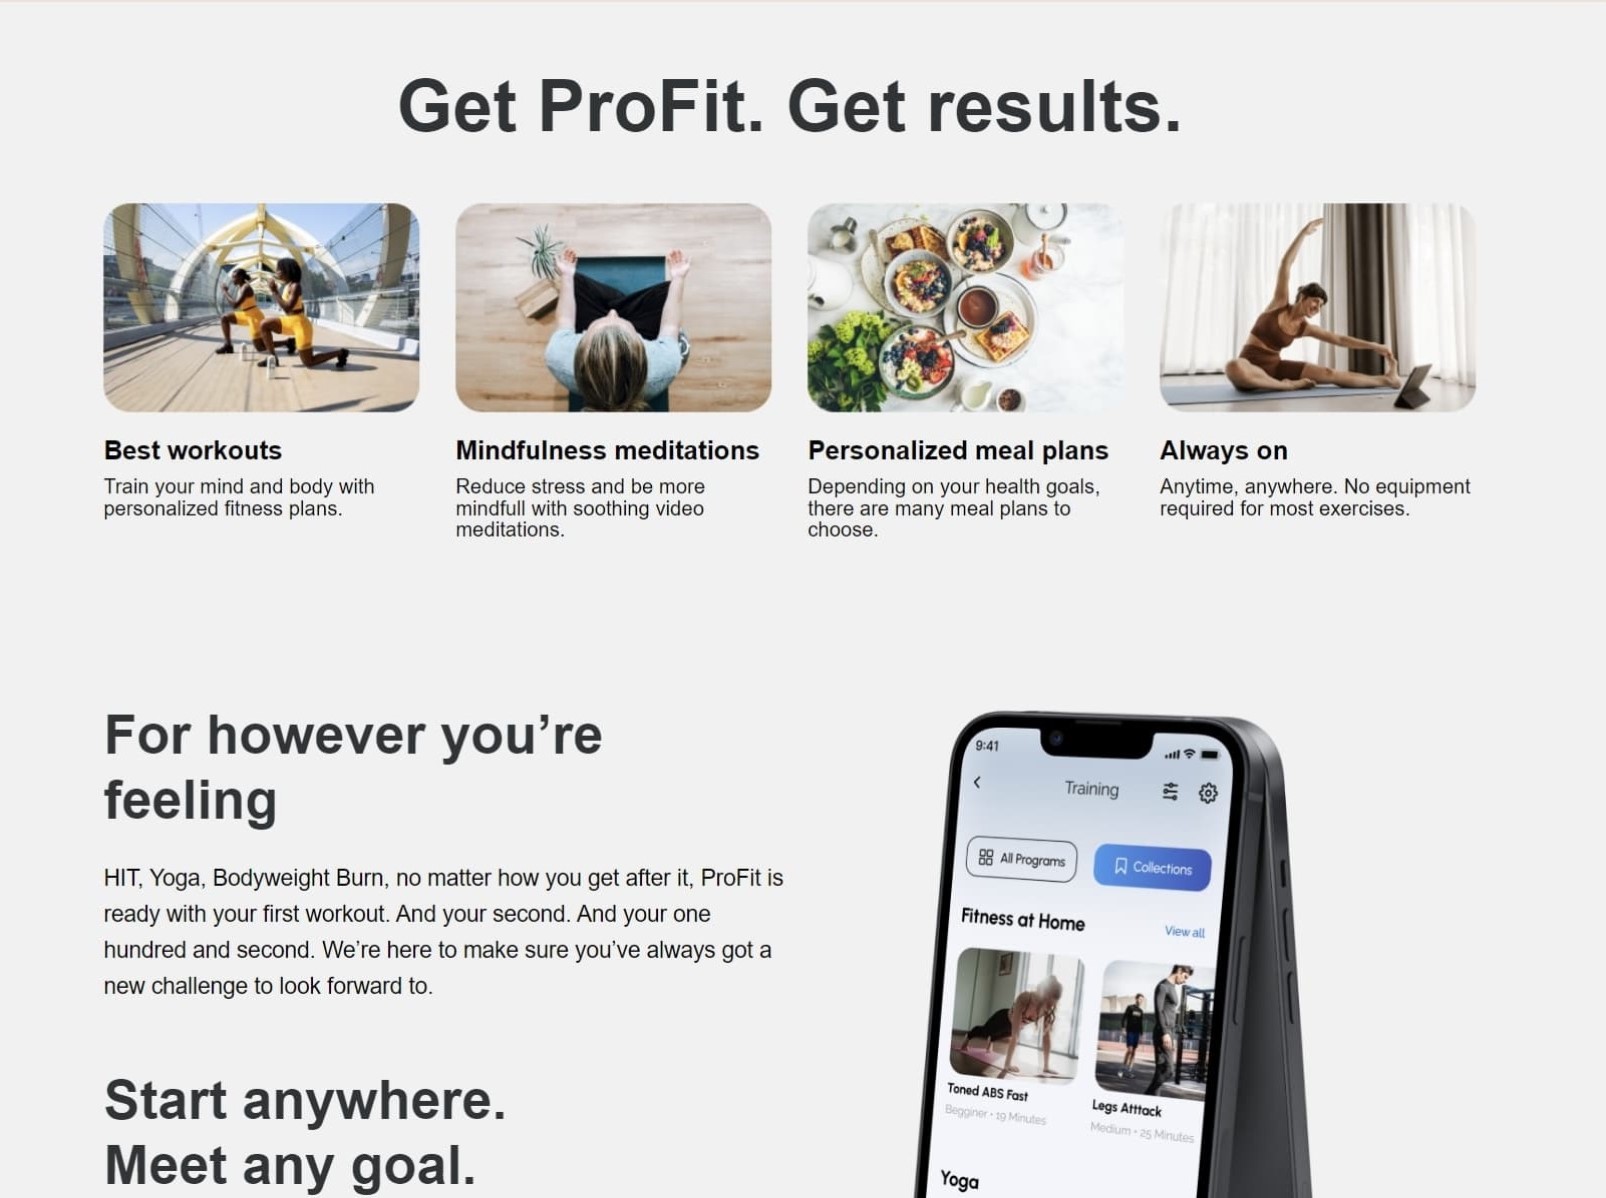 Get ProFit. Get results.
Best workouts
Train your mind and body with
personalized fitness plans.
Mindfulness meditations
Reduce stress and be more
mindfull with soothing video
meditations.
Personalized meal plans
Depending on your health goals,
there are many meal plans to
choose.
Always on
Anytime, anywhere. No equipment
required for most exercises.
For however you’re
feeling
HIT, Yoga, Bodyweight Burn, no matter how you get after it, ProFit is
ready with your first workout. And your second. And your one
hundred and second. We’re here to make sure you’ve always got a
new challenge to look forward to.
Start anywhere.
Meet any goal.
9:41
Training
All Programs
Collections
Fitness at Home
View all
Toned ABS Fast
Begginer • 19 Minutes
Legs Atttack
Medium • 25 Minutes
Yoga